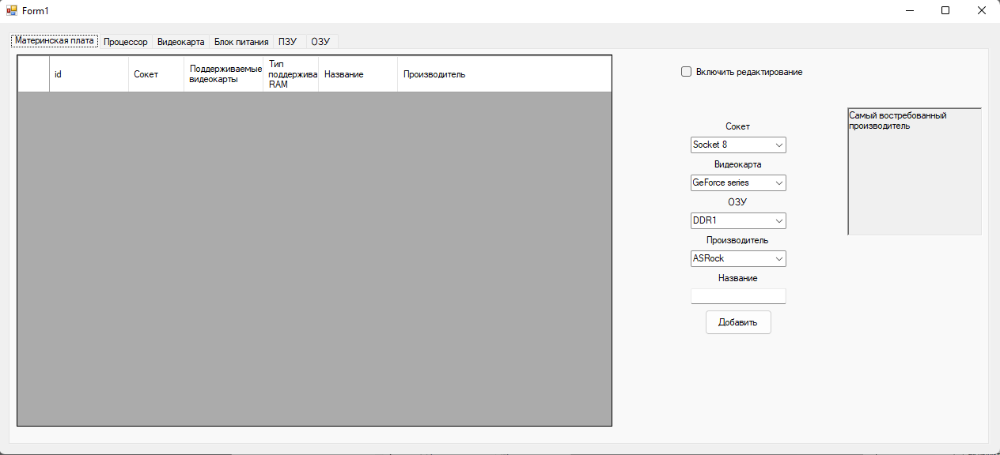 Form1
Материнская плата Процессор Видеокарта Блок питания ПЗУ ОЗУ
id Сокет Поддерживаемые видеокарты Тип поддержива RAM Название Производитель
Включить редактирование
Самый востребованный
производитель
Сокет
Socket 8
Видеокарта
GeForce series
ОЗУ
DDR1
Производитель
ASRock
Название
Добавить